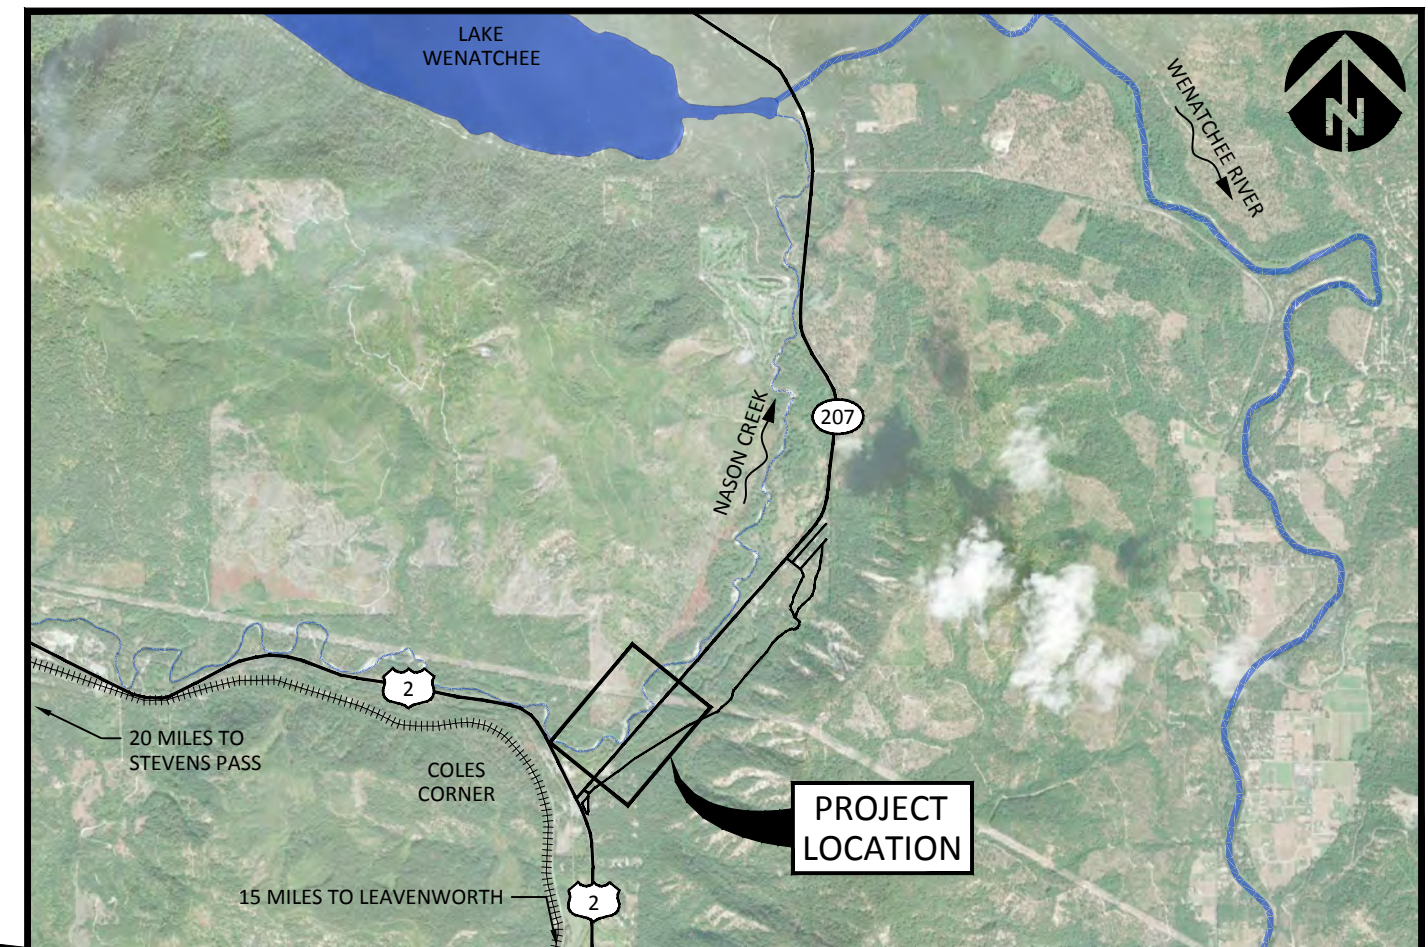 LAKE
WENATCHEE
WENATCHEE RIVER
N
207
NASON CREEK
2
20 MILES TO
STEVENS PASS
COLES
CORNER
PROJECT
LOCATION
15 MILES TO LEAVENWORTH
2